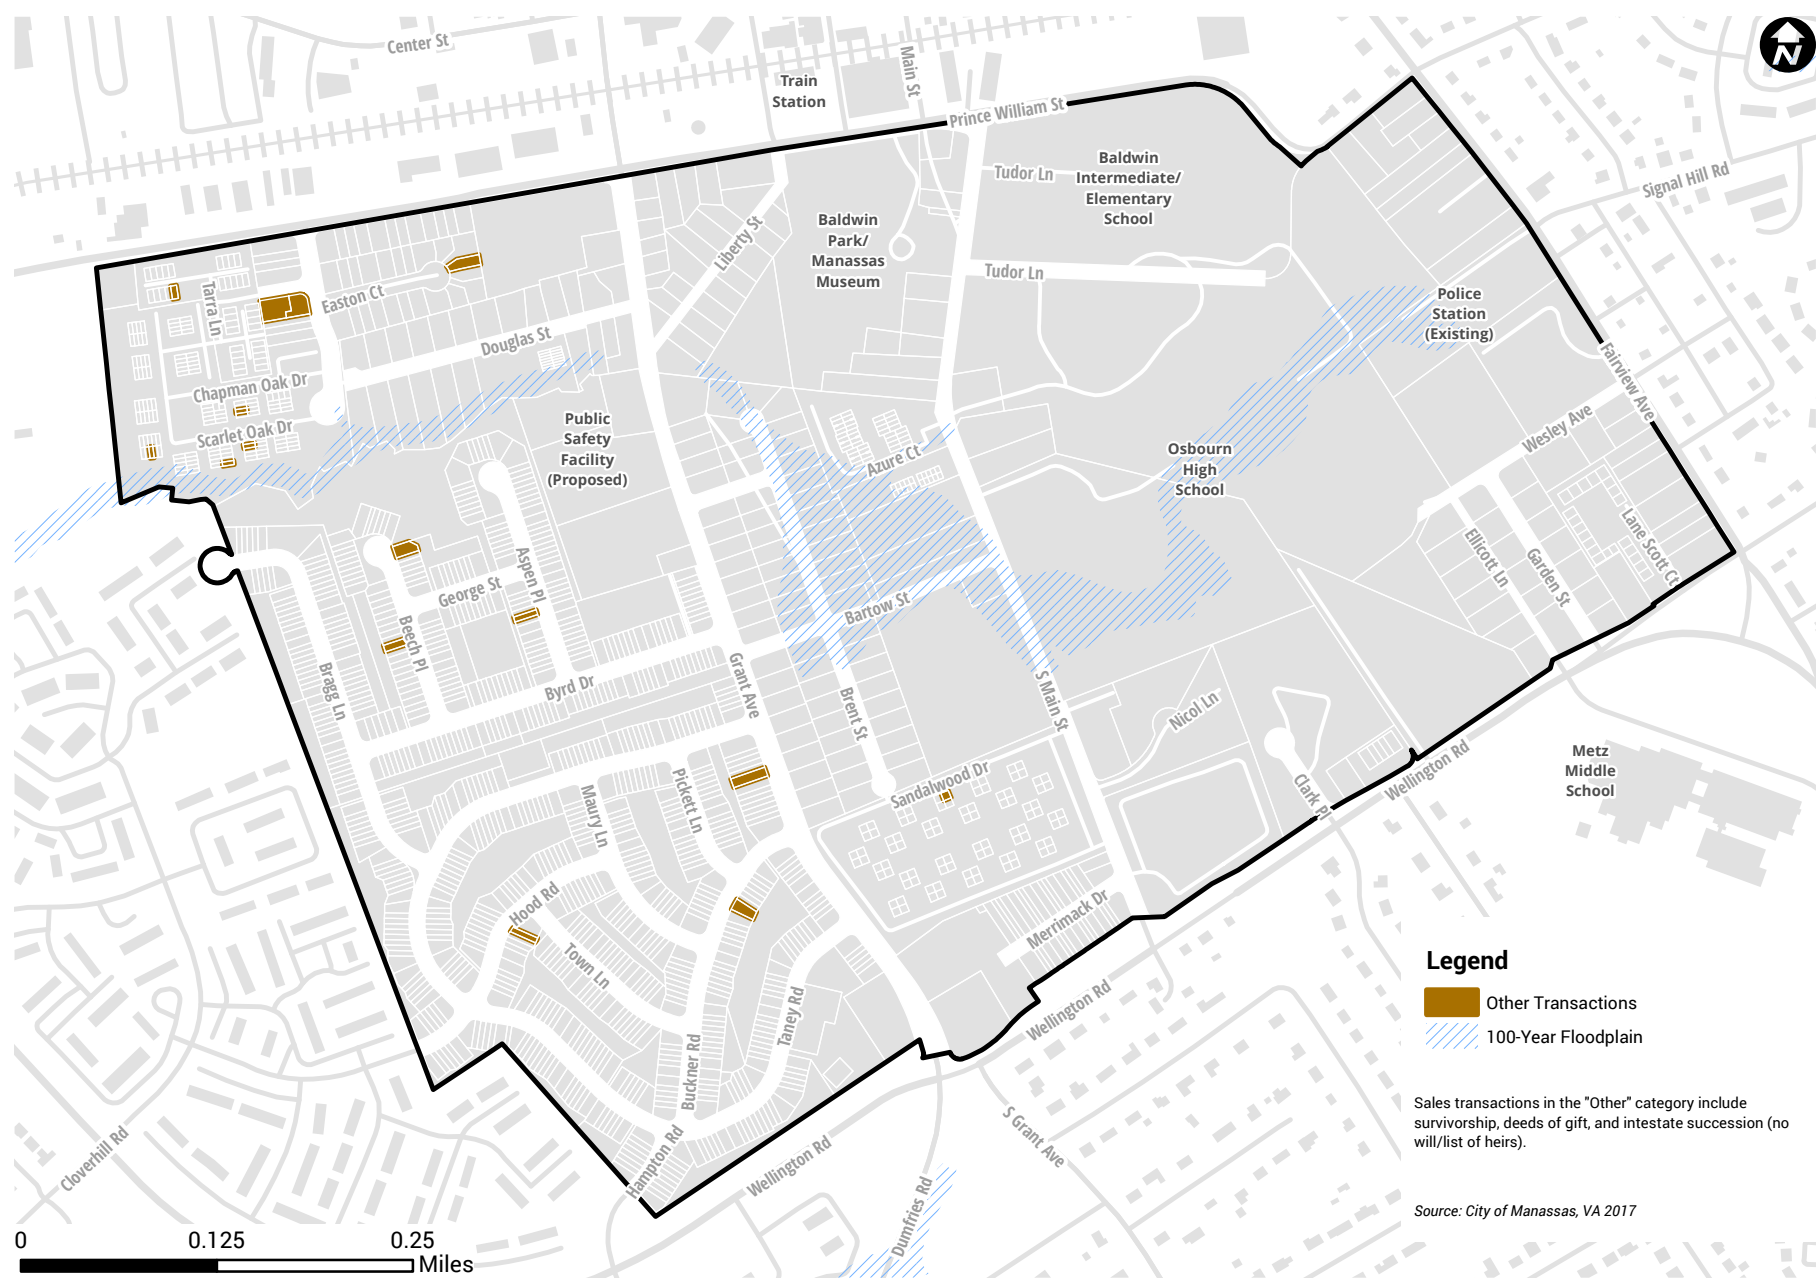 Center St
Main St
Train
Station
N
Prince William St
Tudor Ln
Baldwin
Intermediate/
Elementary
School
Signal Hill Rd
Baldwin
Park/
Manassas
Museum
Liberty St
Tudor Ln
Tarra Ln
Easton Ct
Douglas St
Police
Station
(Existing)
Fairview Ave
Chapman Oak Dr
Scarlet Oak Dr
Public
Safety
Facility
(Proposed)
Azure Ct
Osbourn
High
School
Wesley Ave
Lane Scott Ct
Ellicott Ln
Garden St
Aspen Pl
George St
Beech Pl
Bartow St
Bragg Ln
Byrd Dr
Grant Ave
Brent St
S Main St
Nicol Ln
Sandalwood Dr
Clark Pl
Wellington Rd
Metz
Middle
School
Maury Ln
Pickett Ln
Hood Rd
Town Ln
Merrimack Dr
Taney Rd
Wellington Rd
Buckner Rd
Hampton Rd
Wellington Rd
S Grant Ave
Dumfries Rd
Cloverhill Rd
Legend
Other Transactions
100-Year Floodplain
Sales transactions in the "Other" category include
survivorship, deeds of gift, and intestate succession (no
will/list of heirs).
Source: City of Manassas, VA 2017
0 0.125 0.25
Miles